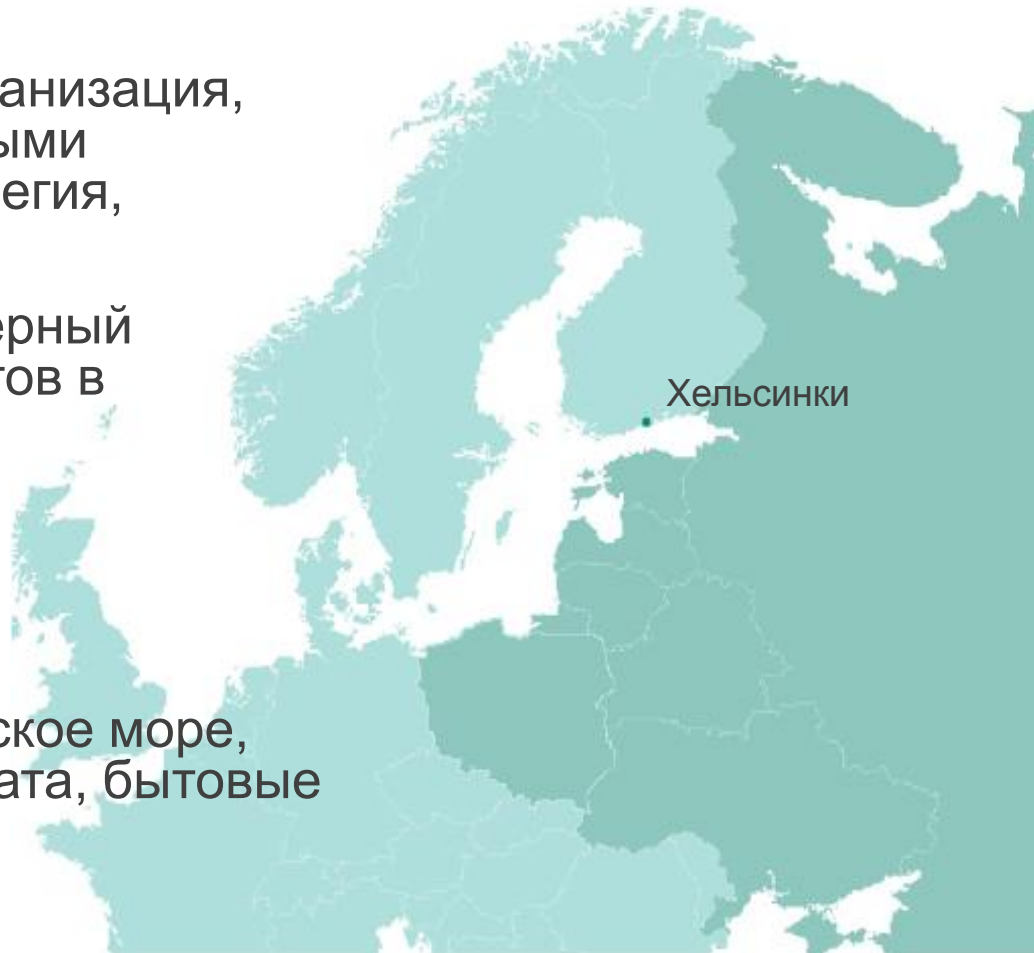 анизация,
ыми
егия,
ерный
тов в
Хельсинки
ское море,
ата, бытовые